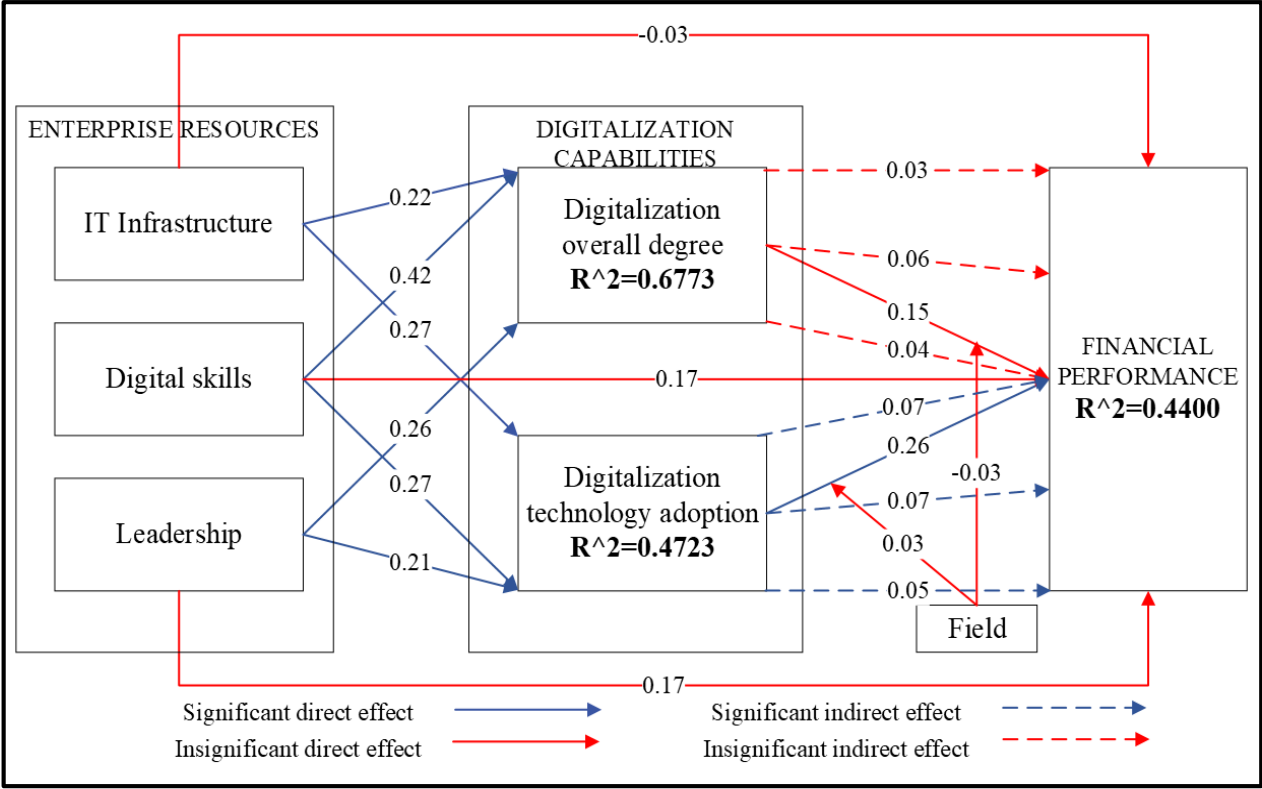 -0.03
ENTERPRISE RESOURCES
DIGITALIZATION
CAPABILITIES
IT Infrastructure
Digital skills
Leadership
0.22
0.42
0.27
0.26
0.27
0.21
Digitalization
overall degree
R^2=0.6773
Digitalization
technology adoption
R^2=0.4723
0.17
0.03
0.06
0.15
0.04
0.07
0.26
-0.03
0.07
0.03
0.05
Field
FINANCIAL
PERFORMANCE
R^2=0.4400
0.17
Significant direct effect
Insignificant direct effect
Significant indirect effect
Insignificant indirect effect